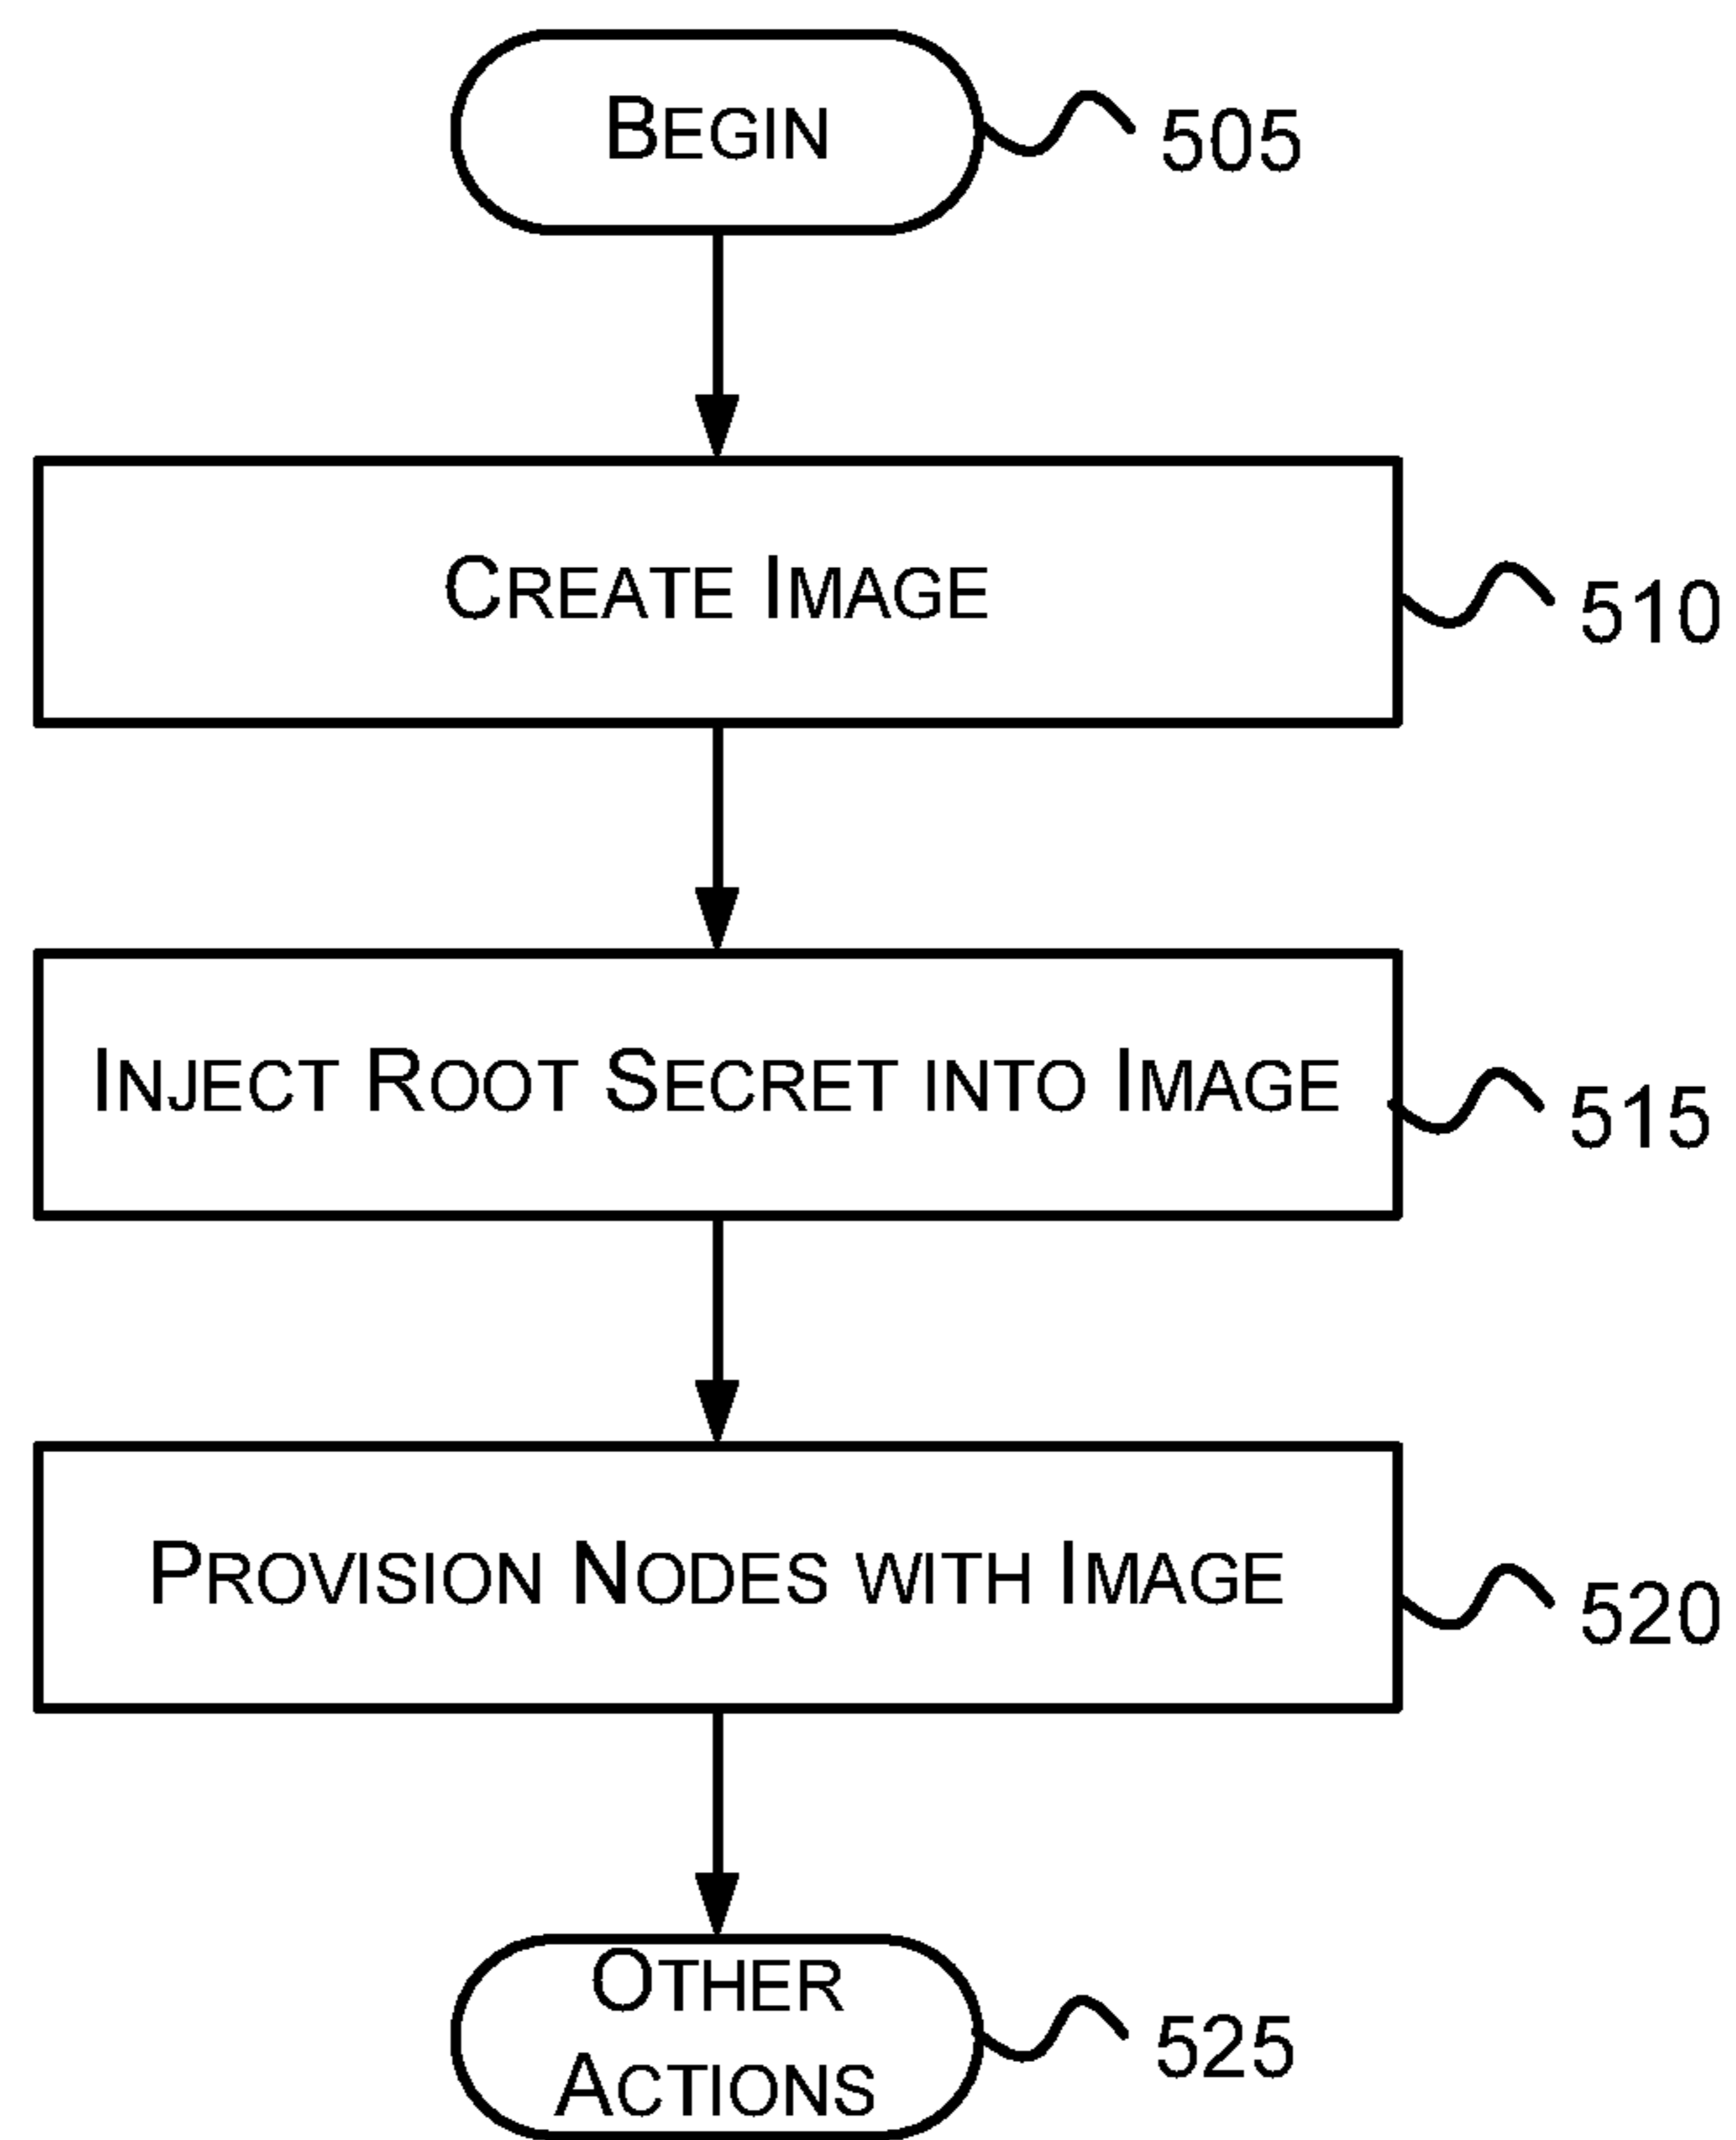 BEGIN
505
CREATE IMAGE
510
INJECT ROOT SECRET INTO IMAGE
515
PROVISION NODES WITH IMAGE
520
OTHER
ACTIONS
525